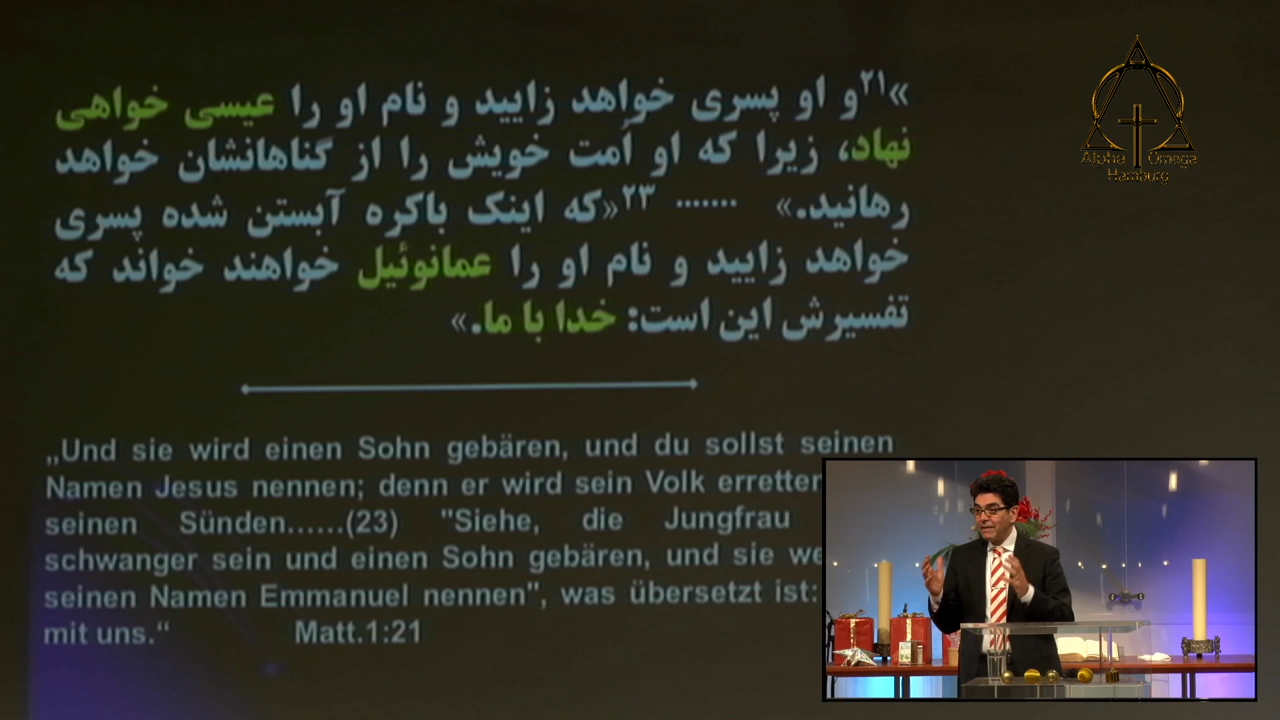 »۲۱و او پسری خواهد زایید و نام او را عیسی خواهی
نهاد، زیرا که او اُمت خویش را از گناهانشان خواهد
رهانید.» ....... ۲۳«که اینک باکره آبستن شده پسری
خواهد زایید و نام او را عمانوئیل خواهند خواند که
تفسیرش این است: خدا با ما.»
„Und sie wird einen Sohn gebären, und du sollst seinen
Namen Jesus nennen; denn er wird sein Volk erretten
seinen Sünden......(23) "Siehe, die Jungfrau
schwanger sein und einen Sohn gebären, und sie
seinen Namen Emmanuel nennen", was übersetzt ist:
mit uns.“ Matt.1:21
Alpha Omega
Hamburg